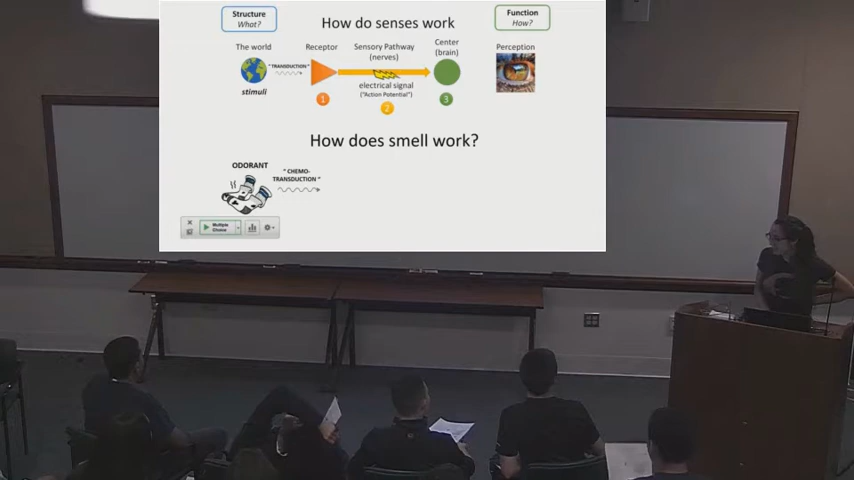 Structure
What?
How do senses work
Function
How?
The world
Receptor
Sensory Pathway
(nerves)
Center
(brain)
Perception
"TRANSDUCTION"
stimuli
electrical signal
("Action Potential")
1
2
3
How does smell work?
ODORANT
" CHEMO-
TRANSDUCTION "
Multiple
Choice